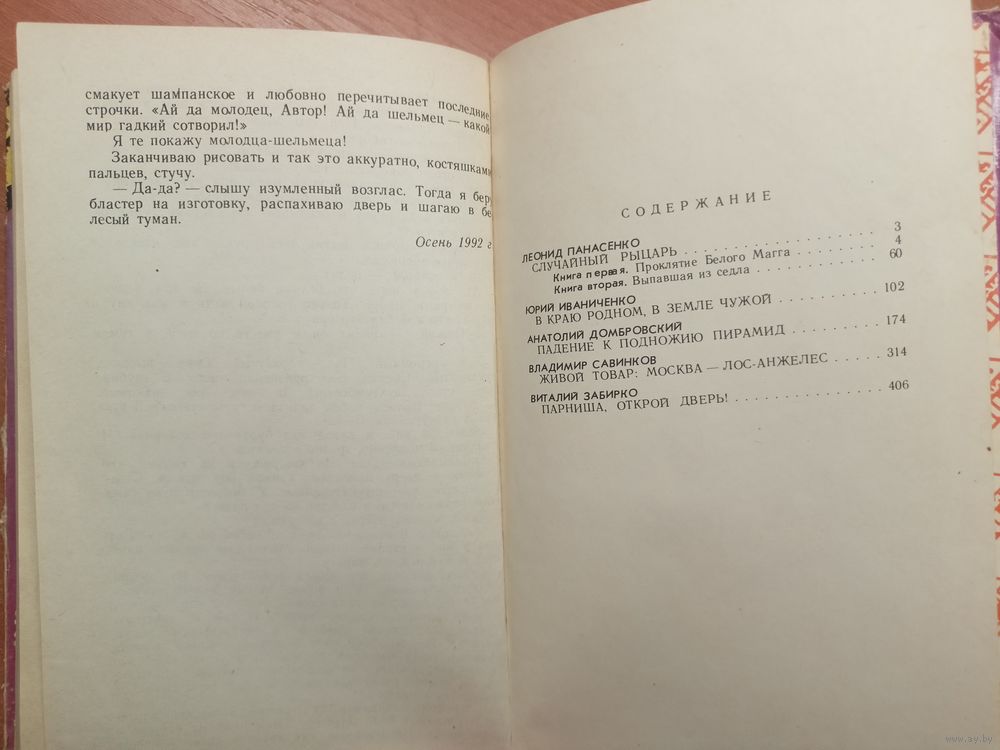 смакует шампанское и любовно перечитывает последние
строчки. «Ай да молодец, Автор! Ай да шельмец — какой
мир гадкий сотворил!»
Я те покажу молодца-шельмеца!
Заканчиваю рисовать и так это аккуратно, костяшками
пальцев, стучу.
— Да-да? — слышу изумленный возглас. Тогда я беру
бластер на изготовку, распахиваю дверь и шагаю в бе
лесый туман.
Осень 1992 г
СОДЕРЖАНИЕ
ЛЕОНИД ПАНАСЕНКО
СЛУЧАЙНЫЙ РЫЦАРЬ . . . . . . . . . . . . . . . . 3
Книга первая. Проклятие Белого Магга . . . . . . . 4
Книга вторая. Выпавшая из седла . . . . . . . . . . 60
ЮРИЙ ИВАНИЧЕНКО
В КРАЮ РОДНОМ, В ЗЕМЛЕ ЧУЖОЙ . . . . . . . . 102
АНАТОЛИЙ ДОМБРОВСКИЙ
ПАДЕНИЕ К ПОДНОЖИЮ ПИРАМИД . . . . . . . 174
ВЛАДИМИР САВИНКОВ
ЖИВОЙ ТОВАР: МОСКВА — ЛОС-АНЖЕЛЕС . . . . . 314
ВИТАЛИЙ ЗАБИРКО
ПАРНИША, ОТКРОЙ ДВЕРЬ! . . . . . . . . . . . . 406
www.ay.by